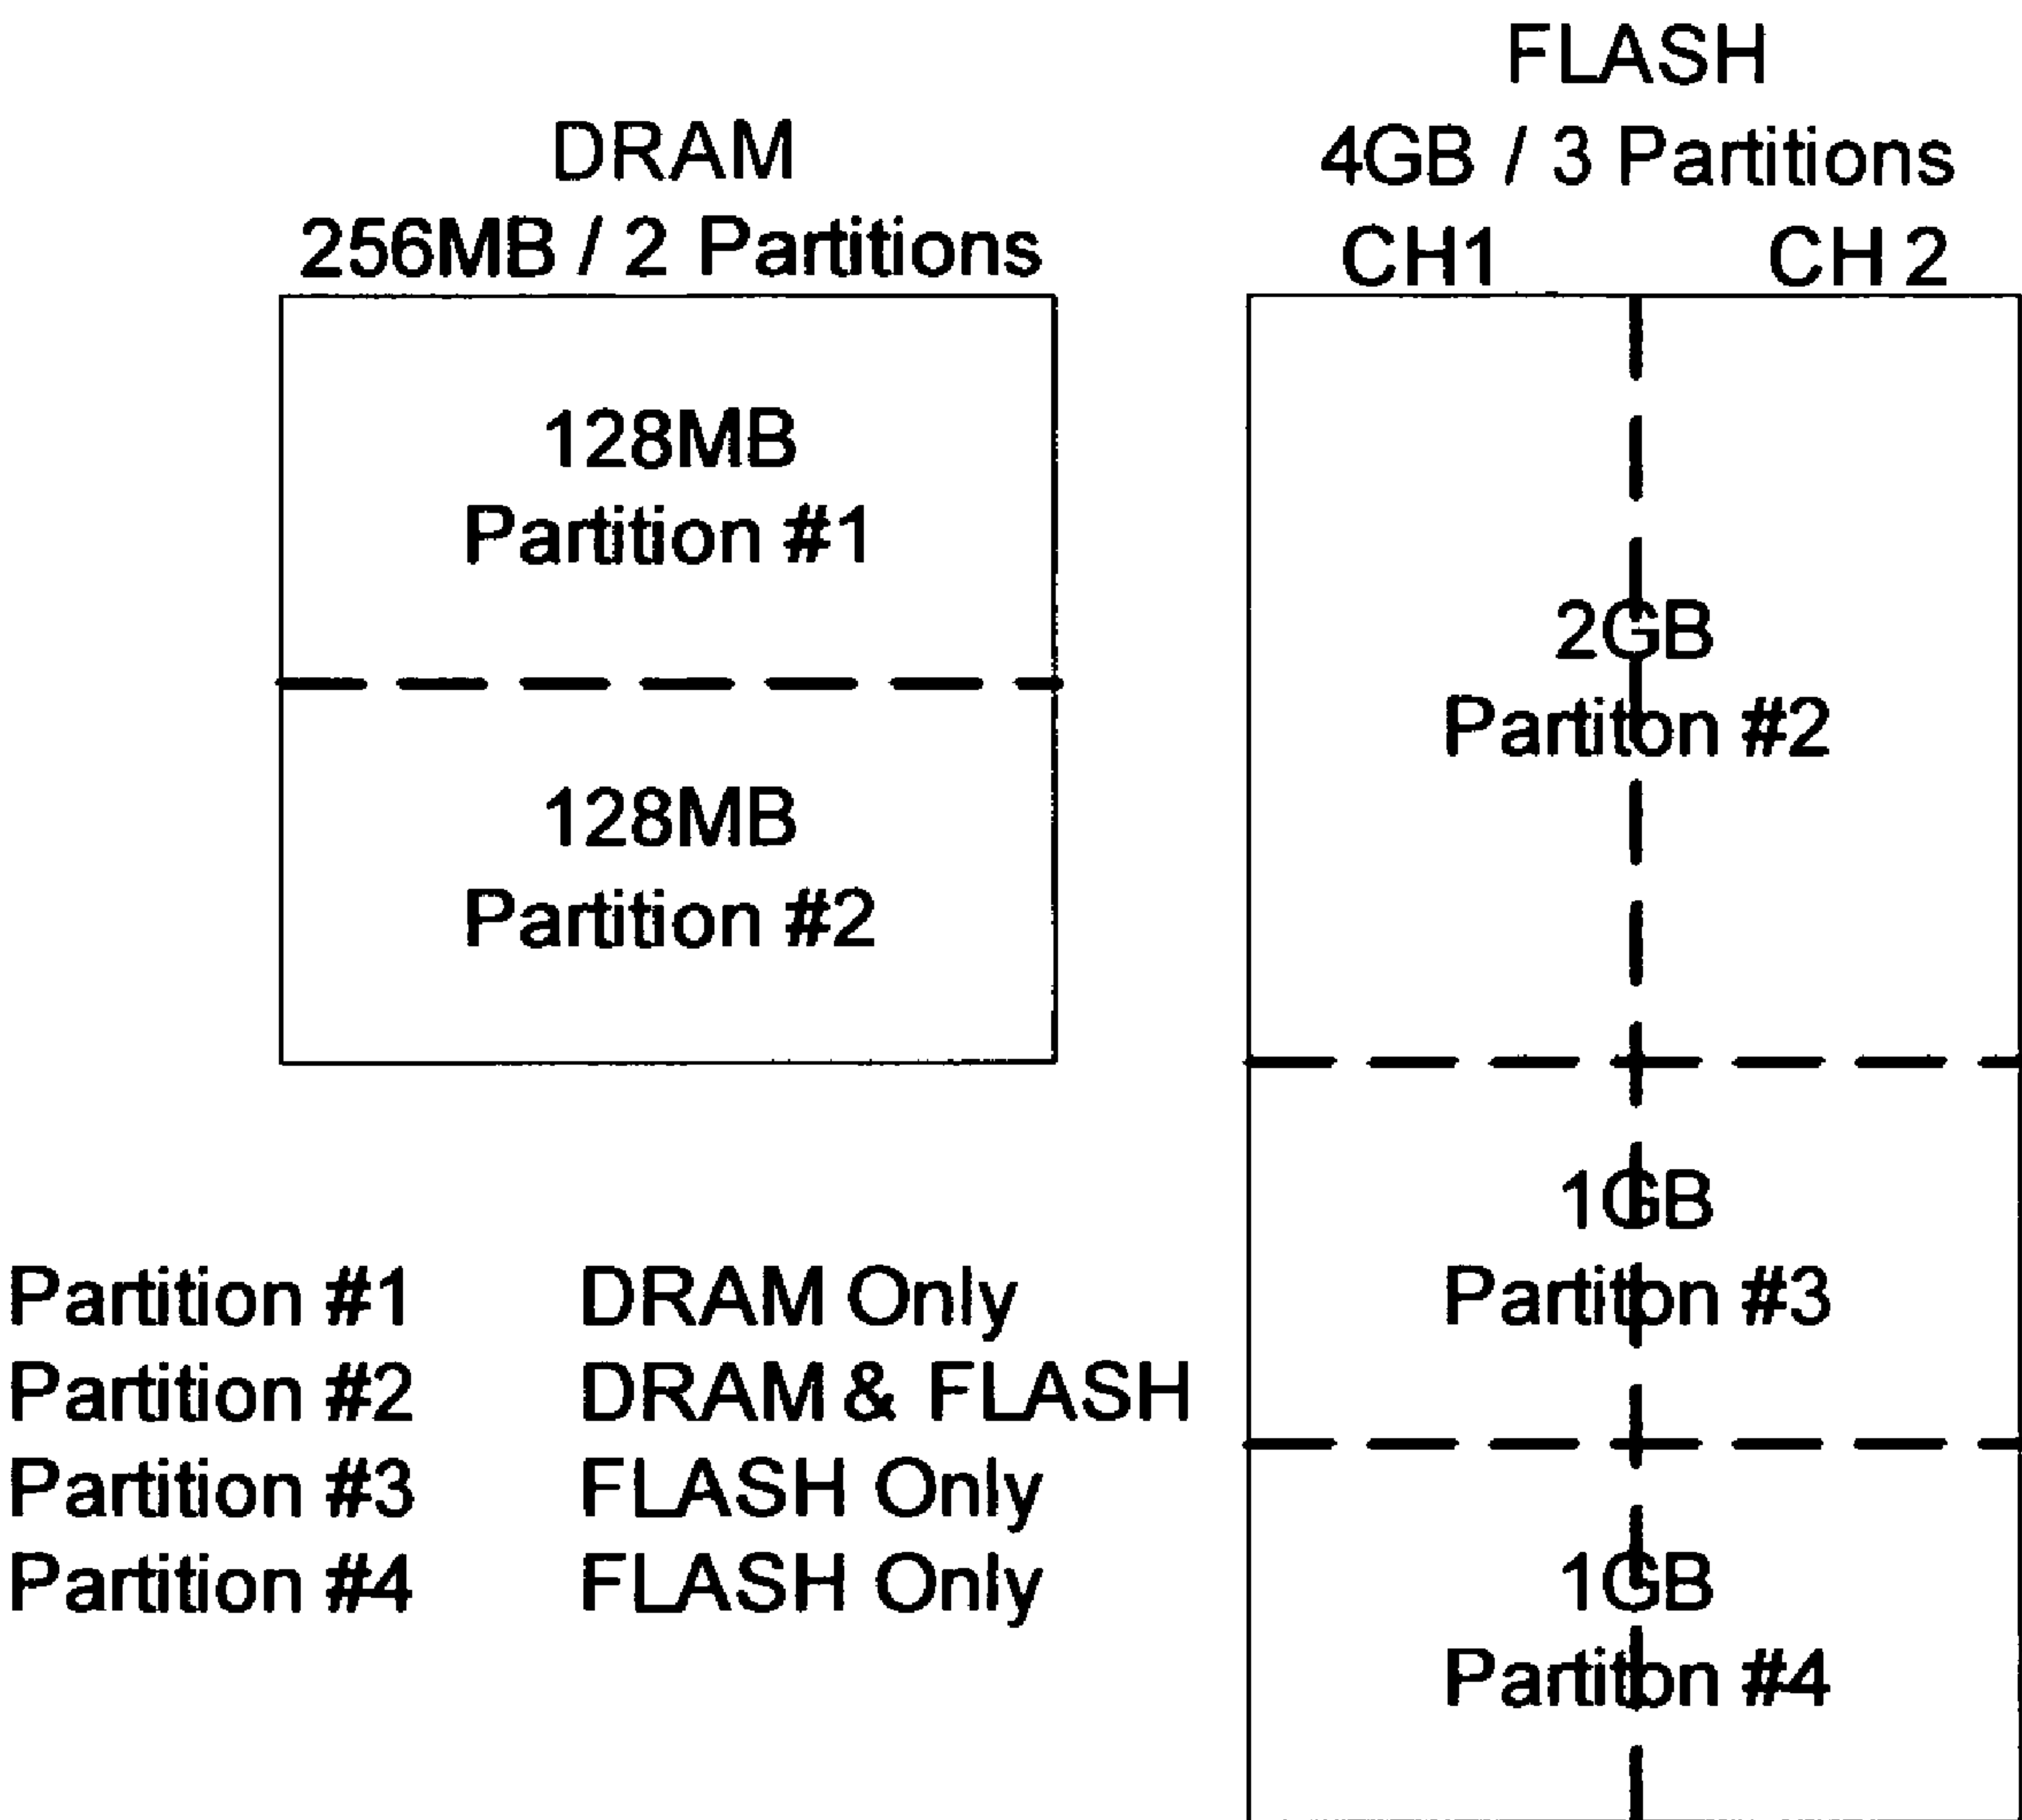 DRAM
256MB / 2 Partitions
128MB
Partition #1
128MB
Partition #2
FLASH
4GB / 3 Partitions
CH1 CH 2
2GB
Partiton #2
1GB
Partiton #3
1GB
Partiton #4
Partition #1 DRAM Only
Partition #2 DRAM & FLASH
Partition #3 FLASH Only
Partition #4 FLASH Only